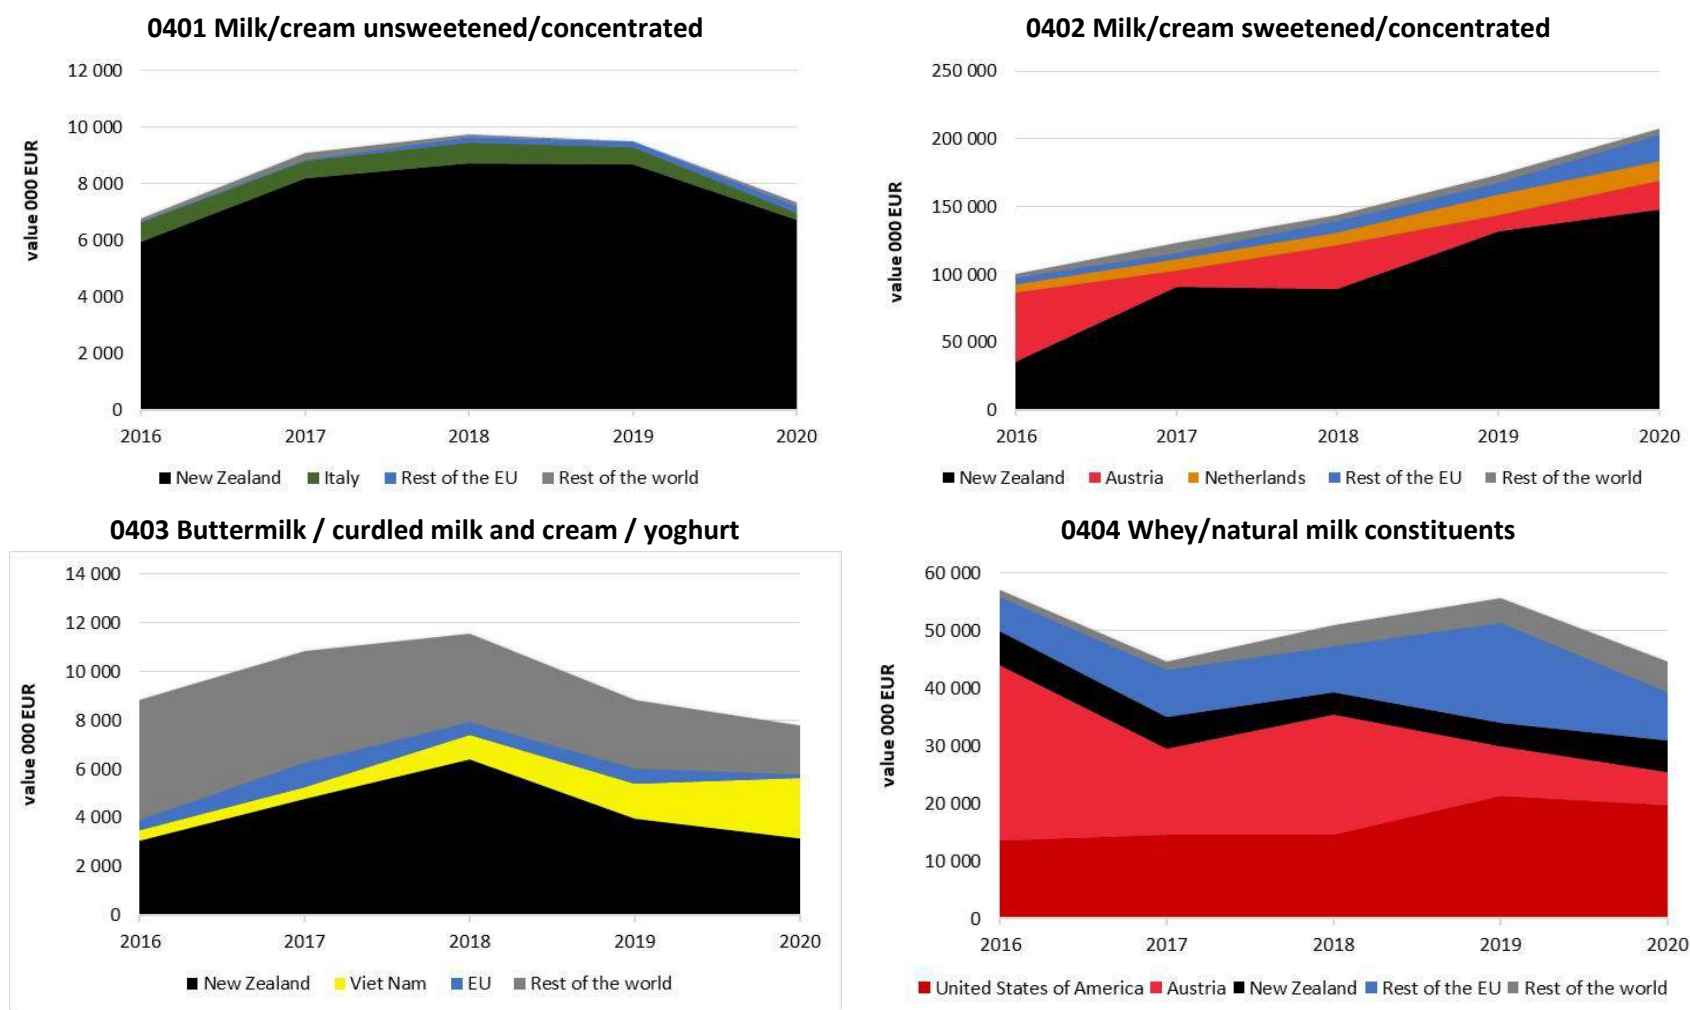 0401 Milk/cream unsweetened/concentrated
value 000 EUR
12 000
10 000
8 000
6 000
4 000
2 000
0
2016 2017 2018 2019 2020
New Zealand Italy Rest of the EU Rest of the world
0402 Milk/cream sweetened/concentrated
value 000 EUR
250 000
200 000
150 000
100 000
50 000
0
2016 2017 2018 2019 2020
New Zealand Austria Netherlands Rest of the EU Rest of the world
0403 Buttermilk / curdled milk and cream / yoghurt
value 000 EUR
14 000
12 000
10 000
8 000
6 000
4 000
2 000
0
2016 2017 2018 2019 2020
New Zealand Viet Nam EU Rest of the world
0404 Whey/natural milk constituents
value 000 EUR
60 000
50 000
40 000
30 000
20 000
10 000
0
2016 2017 2018 2019 2020
United States of America Austria New Zealand Rest of the EU Rest of the world